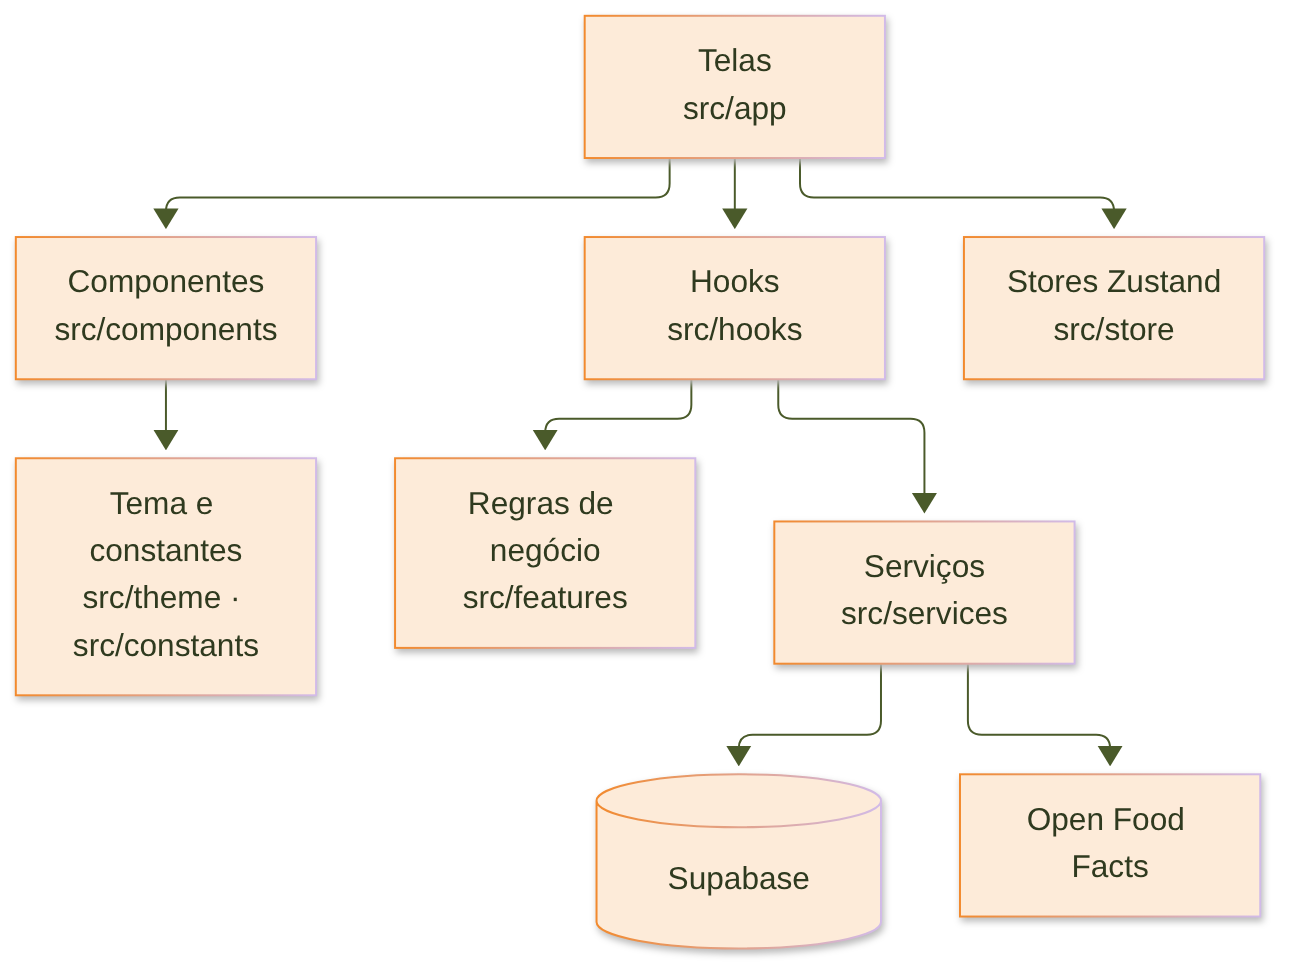 Telas
src/app
Componentes
src/components
Hooks
src/hooks
Stores Zustand
src/store
Tema e
constantes
src/theme ·
src/constants
Regras de
negócio
src/features
Serviços
src/services
Supabase
Open Food
Facts